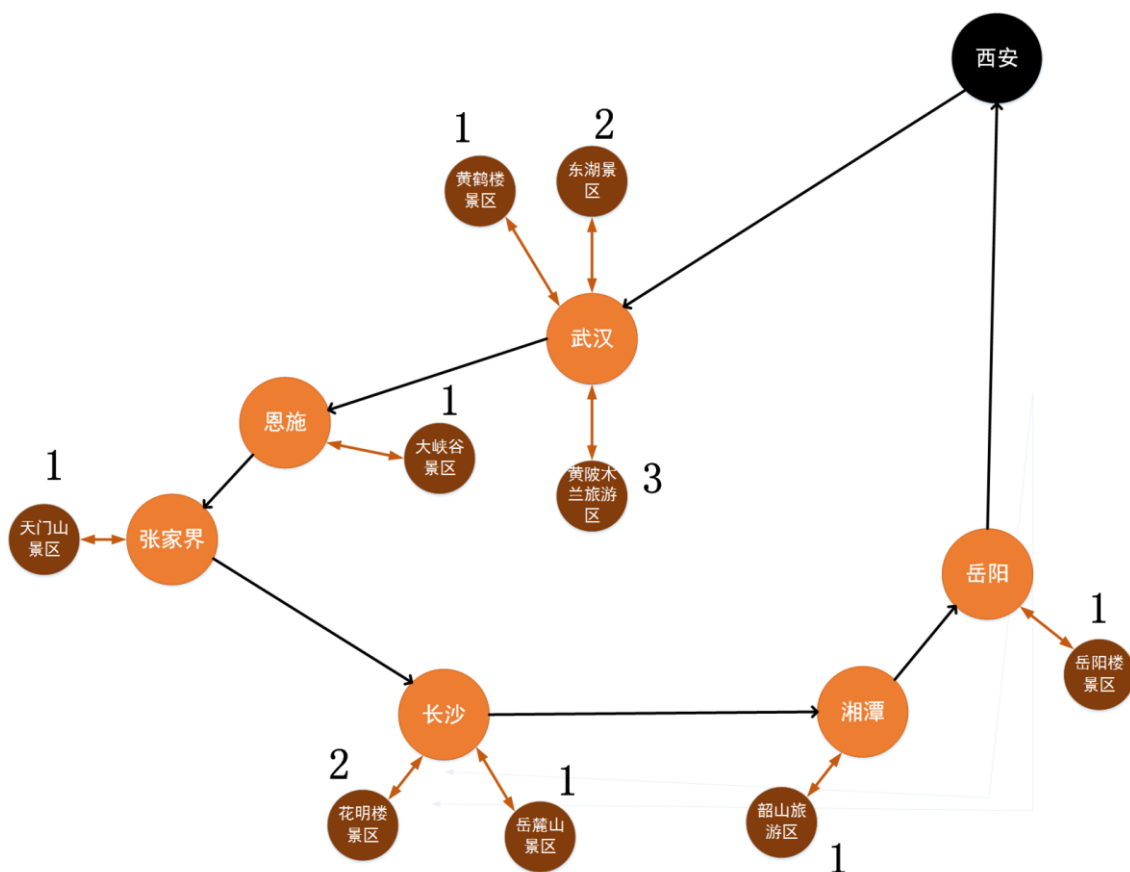 西安
1
2
黄鹤楼
景区
东湖景
区
武汉
恩施
1
大峡谷
景区
黄陂木
兰旅游
区
3
1
天门山
景区
张家界
岳阳
1
岳阳楼
景区
长沙
湘潭
2
花明楼
景区
1
岳麓山
景区
韶山旅
游区
1